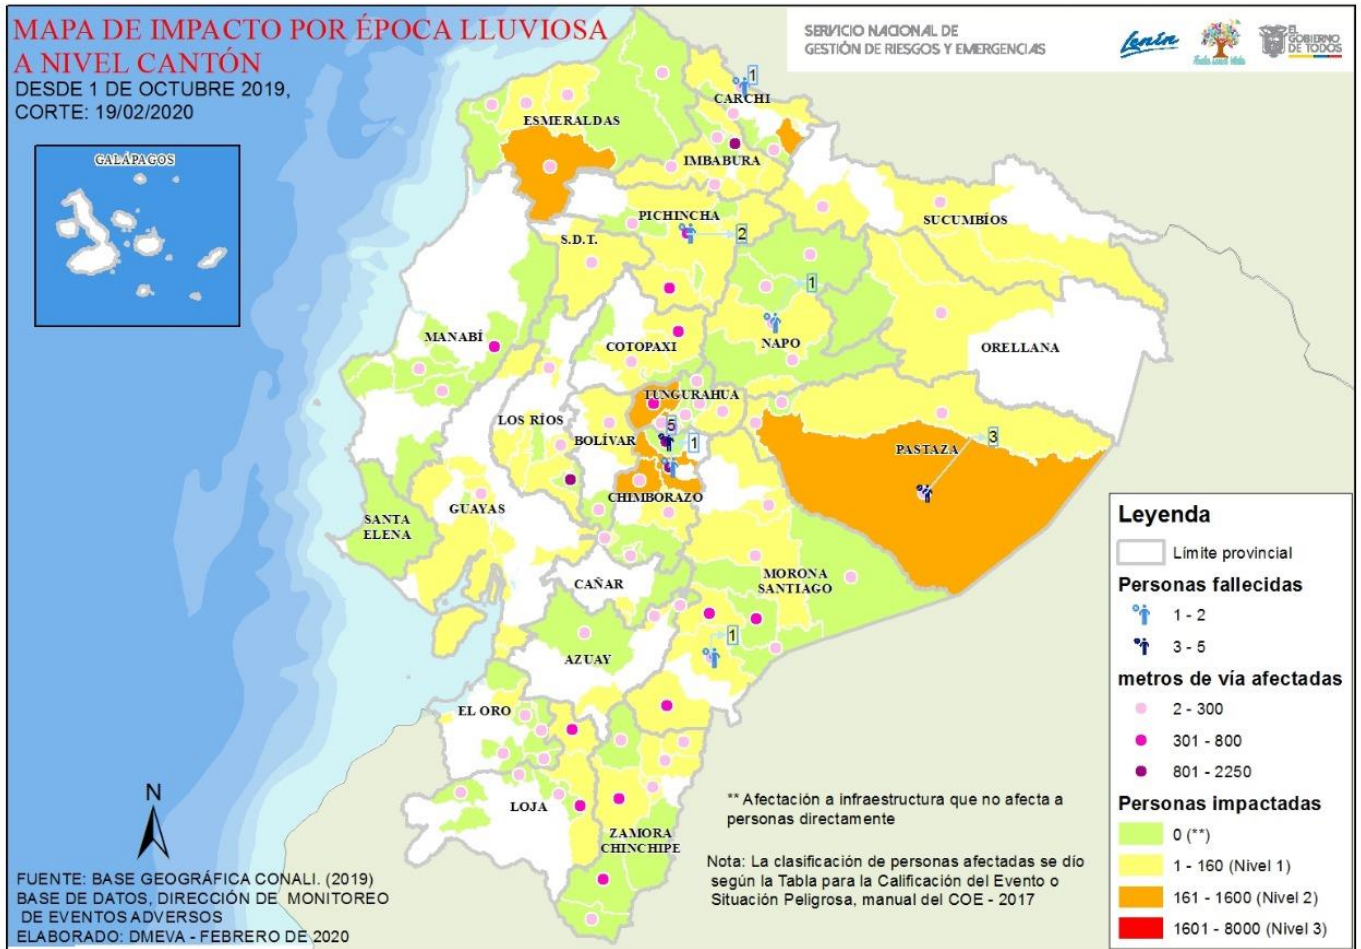 MAPA DE IMPACTO POR ÉPOCA LLUVIOSA
A NIVEL CANTÓN
DESDE 1 DE OCTUBRE 2019,
CORTE: 19/02/2020
SERVICIO NACIONAL DE
GESTIÓN DE RIESGOS Y EMERGENCIAS
Lenín
EL
GOBIERNO
DE TODOS
GALÁPAGOS
1
CARCHI
ESMERALDAS
IMBABURA
SUCUMBÍOS
PICHINCHA
2
S.D.T.
1
MANABÍ
COTOPAXI
NAPO
ORELLANA
TUNGURAHUA
LOS RÍOS
5
BOLÍVAR
1
3
PASTAZA
CHIMBORAZO
GUAYAS
SANTA
ELENA
CAÑAR
MORONA
SANTIAGO
1
AZUAY
EL ORO
LOJA
ZAMORA
CHINCHIPE
N
FUENTE: BASE GEOGRÁFICA CONALI. (2019)
BASE DE DATOS, DIRECCIÓN DE MONITOREO
DE EVENTOS ADVERSOS
ELABORADO: DMEVA - FEBRERO DE 2020
** Afectación a infraestructura que no afecta a
personas directamente
Nota: La clasificación de personas afectadas se dío
según la Tabla para la Calificación del Evento o
Situación Peligrosa, manual del COE - 2017
Leyenda
Límite provincial
Personas fallecidas
1 - 2
3 - 5
metros de vía afectadas
2 - 300
301 - 800
801 - 2250
Personas impactadas
0 (**)
1 - 160 (Nivel 1)
161 - 1600 (Nivel 2)
1601 - 8000 (Nivel 3)